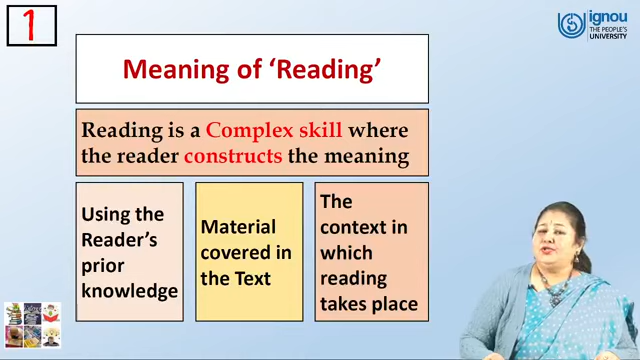 1
ignou
THE PEOPLE'S
UNIVERSITY
Meaning of 'Reading'
Reading is a Complex skill where
the reader constructs the meaning
Using the
Reader's
prior
knowledge
Material
covered in
the Text
The
context in
which
reading
takes place